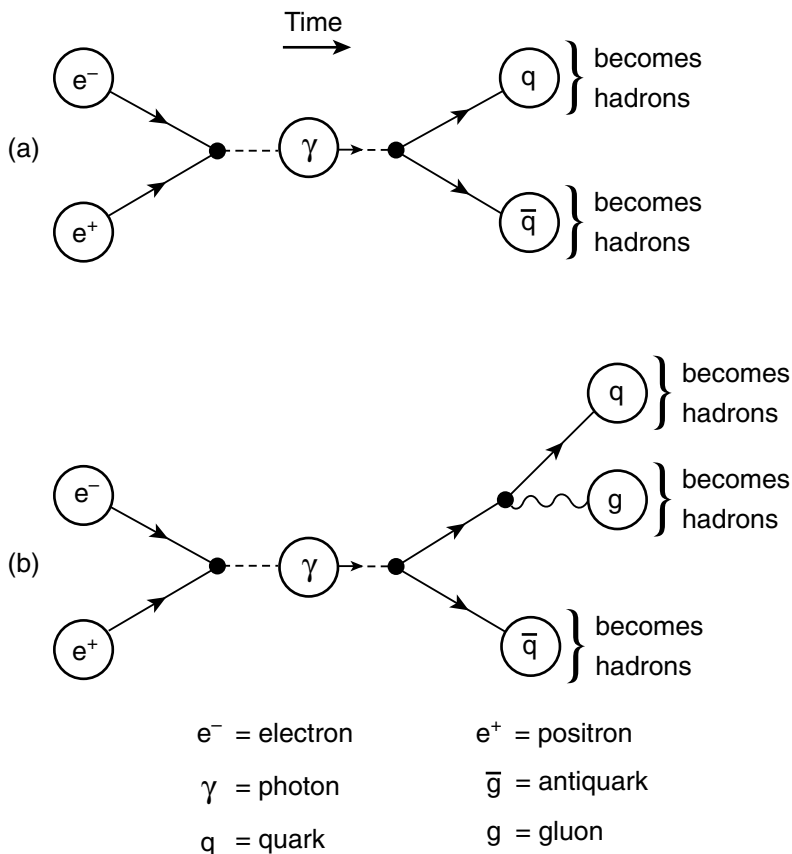 Time
e⁻
q
} becomes
hadrons
(a)
γ
e⁺
q̄
} becomes
hadrons
q
} becomes
hadrons
e⁻
g
} becomes
hadrons
(b)
γ
e⁺
q̄
} becomes
hadrons
e⁻ = electron
e⁺ = positron
γ = photon
g̅ = antiquark
q = quark
g = gluon